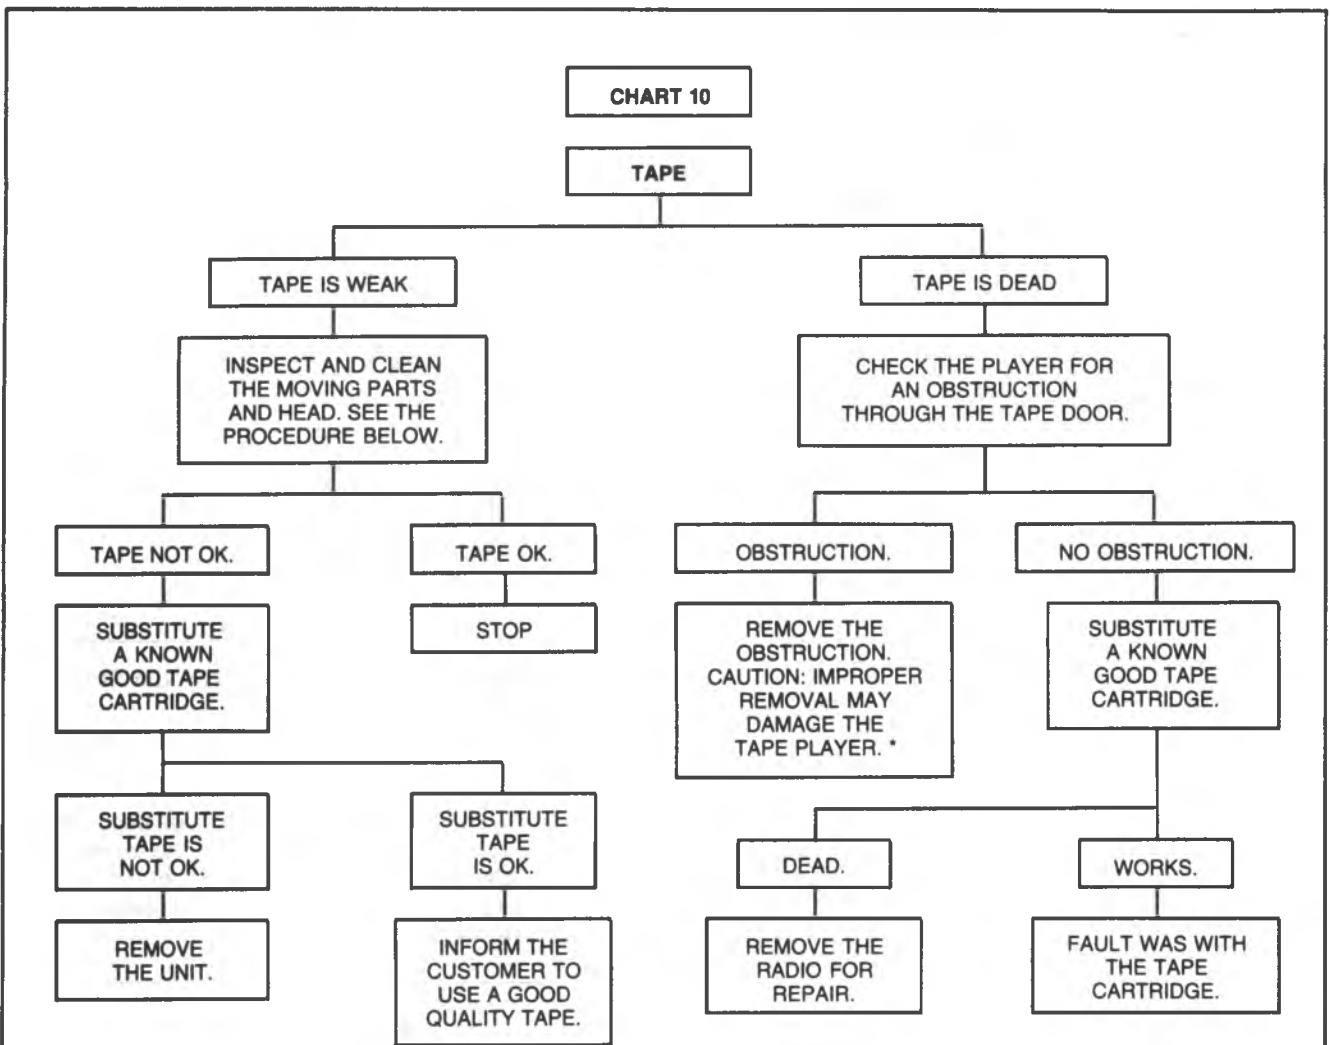 CHART 10
TAPE
TAPE IS WEAK
TAPE IS DEAD
INSPECT AND CLEAN
THE MOVING PARTS
AND HEAD. SEE THE
PROCEDURE BELOW.
CHECK THE PLAYER FOR
AN OBSTRUCTION
THROUGH THE TAPE DOOR.
TAPE NOT OK.
TAPE OK.
OBSTRUCTION.
NO OBSTRUCTION.
SUBSTITUTE
A KNOWN
GOOD TAPE
CARTRIDGE.
STOP
REMOVE THE
OBSTRUCTION.
CAUTION: IMPROPER
REMOVAL MAY
DAMAGE THE
TAPE PLAYER. *
SUBSTITUTE
A KNOWN
GOOD TAPE
CARTRIDGE.
SUBSTITUTE
TAPE IS
NOT OK.
SUBSTITUTE
TAPE
IS OK.
DEAD.
WORKS.
REMOVE
THE UNIT.
INFORM THE
CUSTOMER TO
USE A GOOD
QUALITY TAPE.
REMOVE THE
RADIO FOR
REPAIR.
FAULT WAS WITH
THE TAPE
CARTRIDGE.